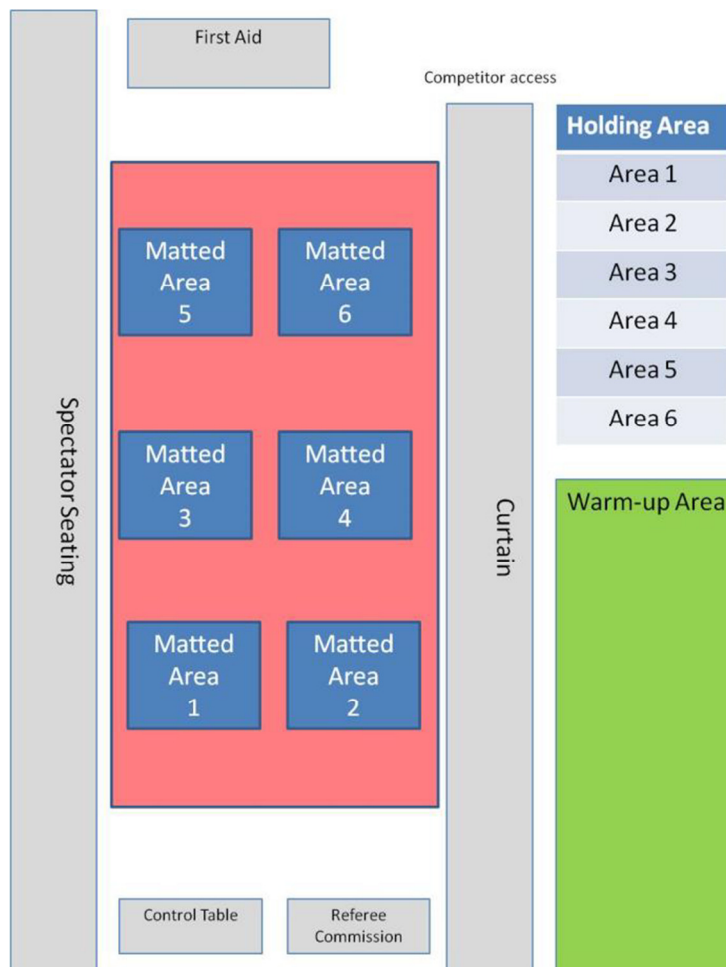 First Aid
Competitor access
Holding Area
Area 1
Area 2
Area 3
Area 4
Area 5
Area 6
Matted
Area
5
Matted
Area
6
Matted
Area
3
Matted
Area
4
Matted
Area
1
Matted
Area
2
Spectator Seating
Curtain
Warm-up Area
Control Table
Referee
Commission